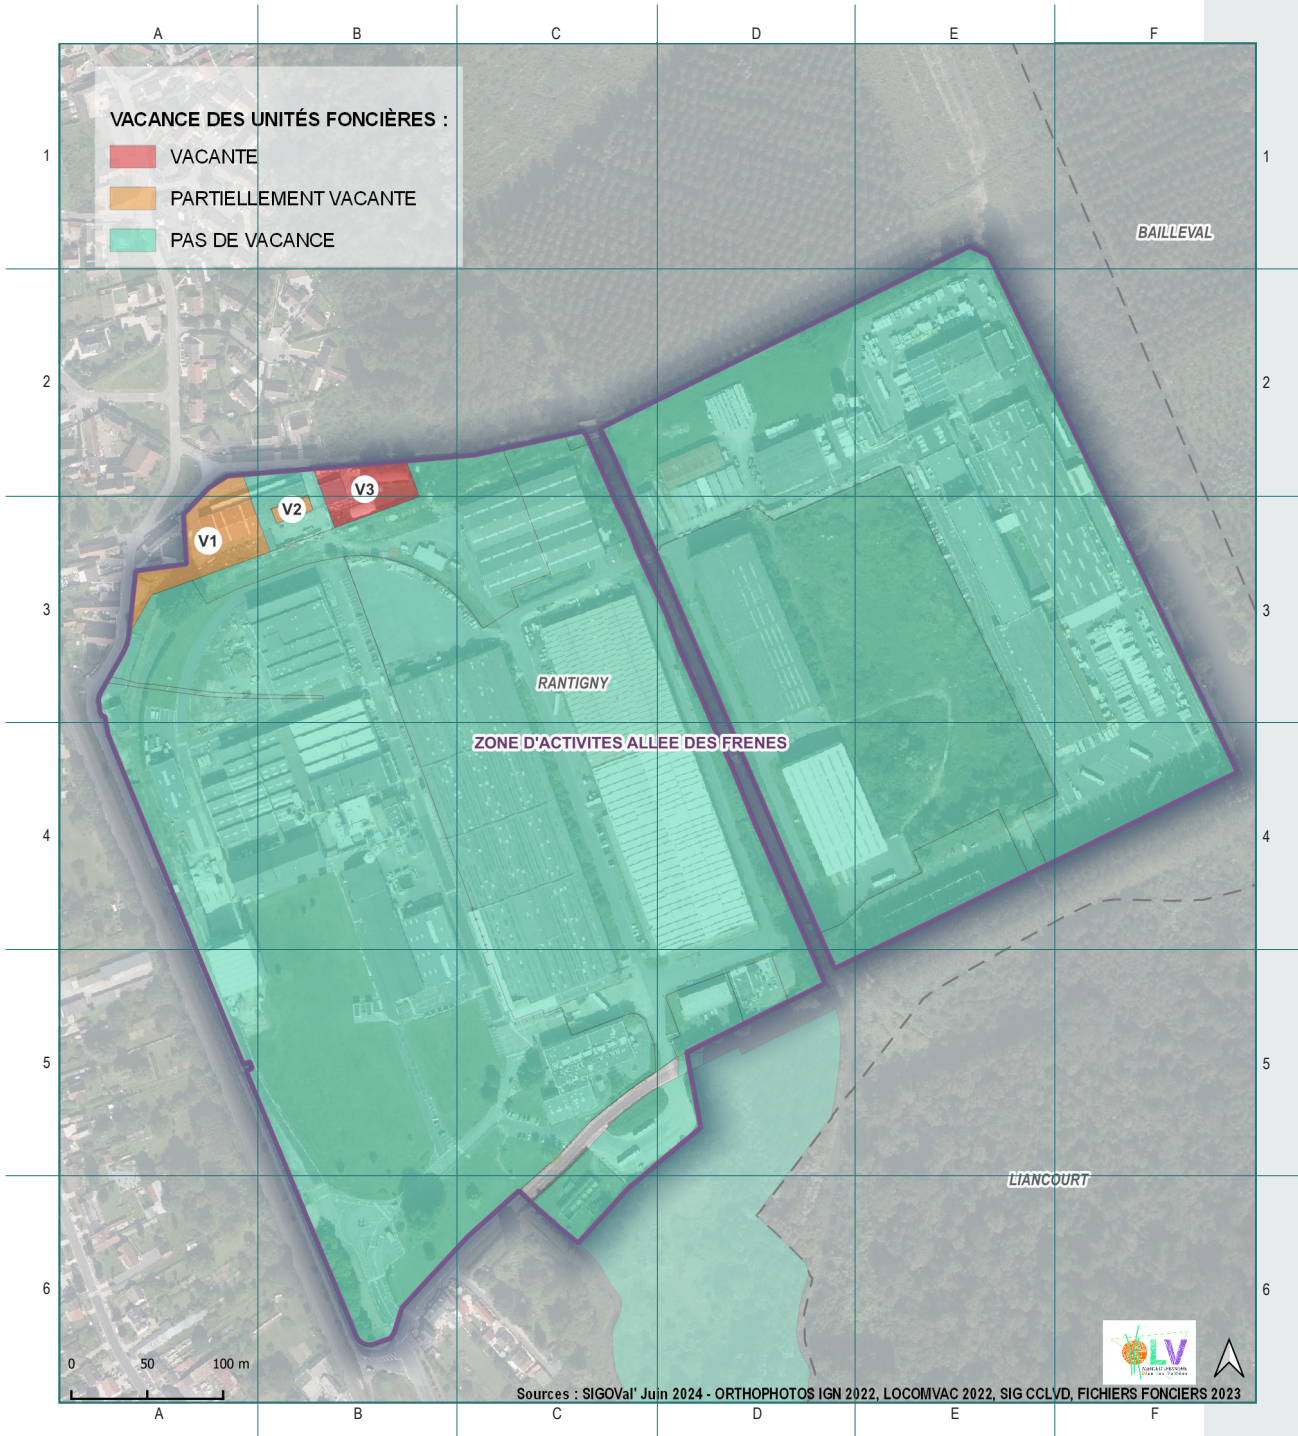 A B C D E F
VACANCE DES UNITÉS FONCIÈRES :
VACANTE
PARTIELLEMENT VACANTE
PAS DE VACANCE
1 1
BAILLEVAL
2 2
V3
V2
V1
3 3
RANTIGNY
ZONE D'ACTIVITES ALLEE DES FRENES
4 4
5 5
LIANCOURT
6 6
0 50 100 m
OLV
Sources : SIGOVal' Juin 2024 - ORTHOPHOTOS IGN 2022, LOCOMVAC 2022, SIG CCLVD, FICHIERS FONCIERS 2023
A B C D E F